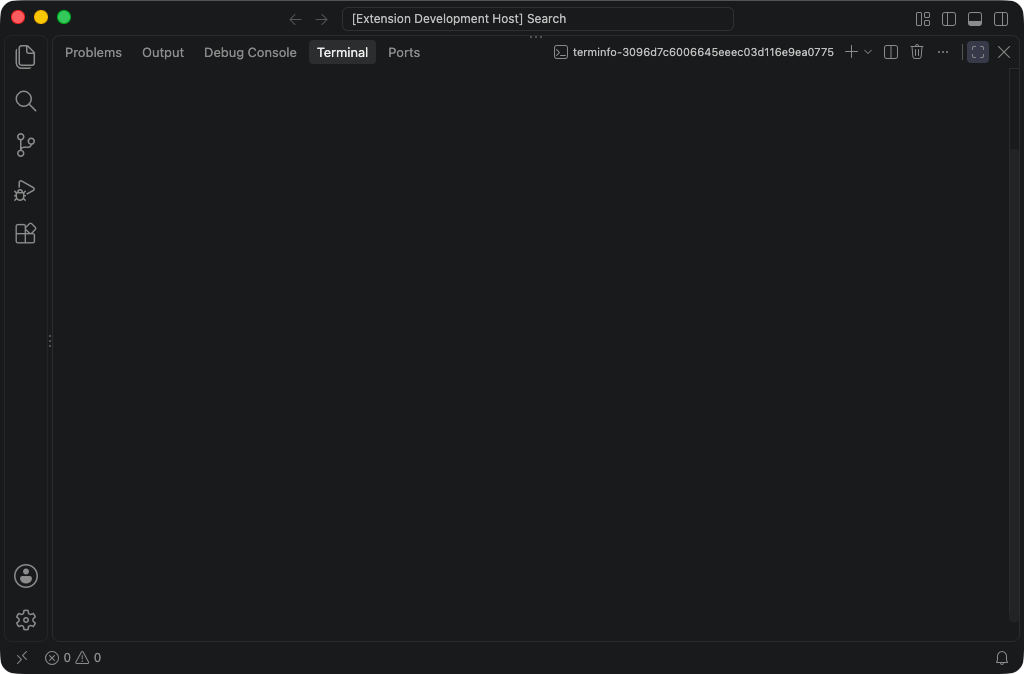 [Extension Development Host] Search
Problems Output Debug Console Terminal Ports terminfo-3096d7c6006645eeec03d116e9ea0775
0 0